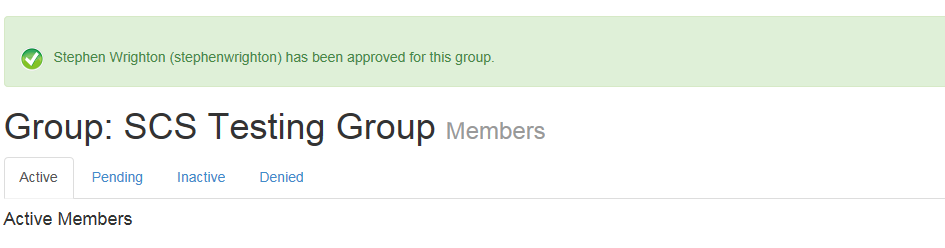 Stephen Wrighton (stephenwrighton) has been approved for this group.
Group: SCS Testing Group Members
Active Pending Inactive Denied
Active Members